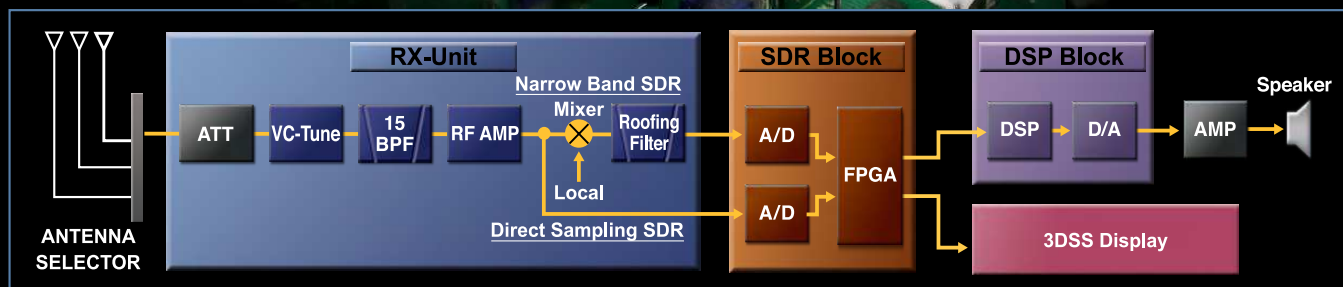 RX-Unit
SDR Block
DSP Block
Speaker
Narrow Band SDR
Mixer
ATT
VC-Tune
15
BPF
RF AMP
Roofing
Filter
A/D
DSP
D/A
AMP
FPGA
Local
A/D
Direct Sampling SDR
ANTENNA
SELECTOR
3DSS Display